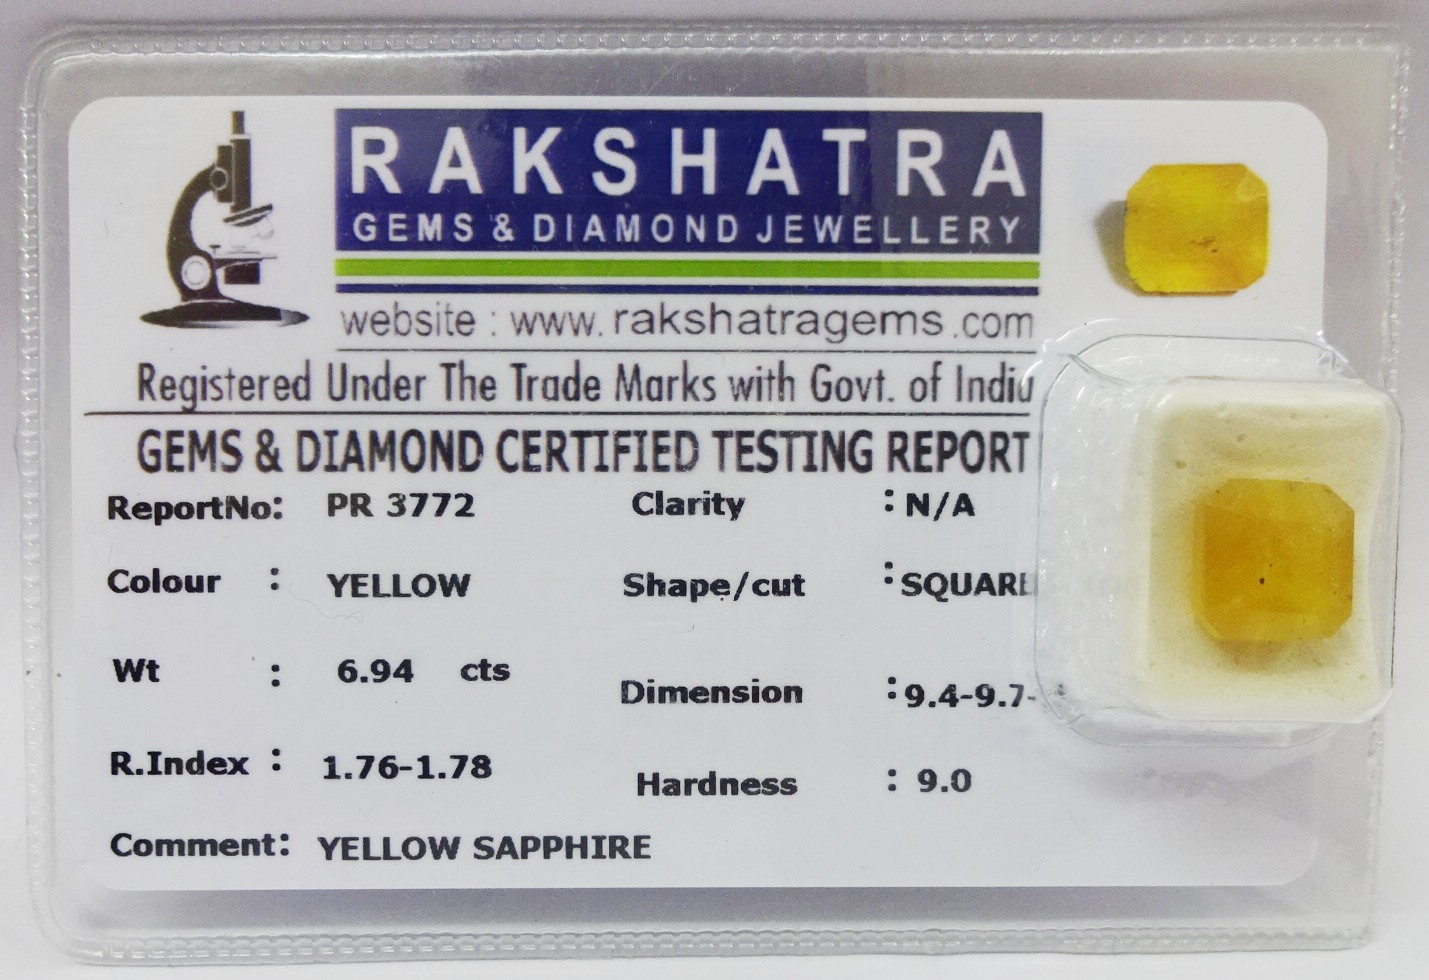 RAKSHATRA
GEMS & DIAMOND JEWELLERY
website : www. rakshatragems .com
Registered Under The Trade Marks with Govt. of India
GEMS & DIAMOND CERTIFIED TESTING REPORT
ReportNo: PR 3772 Clarity : N/A
Colour : YELLOW Shape/cut : SQUARE
Wt : 6.94 cts Dimension : 9.4-9.7-
R.Index : 1.76-1.78 Hardness : 9.0
Comment: YELLOW SAPPHIRE